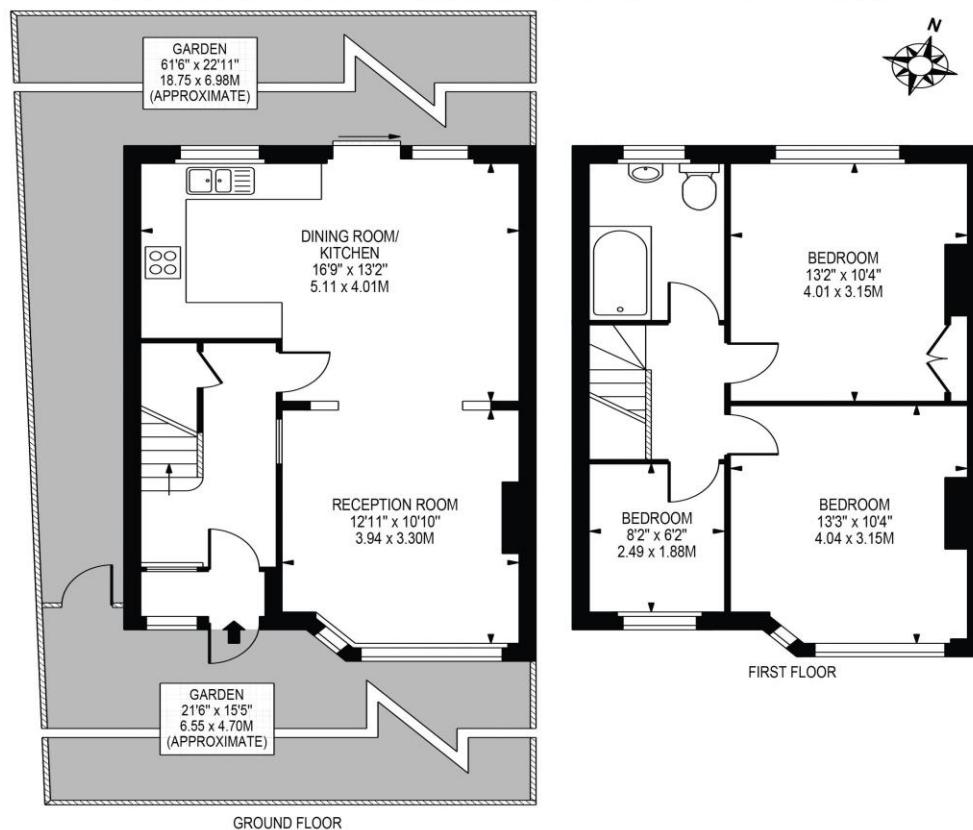 GARDEN
61'6" x 22'11"
18.75 x 6.98M
(APPROXIMATE)
N
DINING ROOM/
KITCHEN
16'9" x 13'2"
5.11 x 4.01M
RECEPTION ROOM
12'11" x 10'10"
3.94 x 3.30M
GARDEN
21'6" x 15'5"
6.55 x 4.70M
(APPROXIMATE)
GROUND FLOOR
BEDROOM
13'2" x 10'4"
4.01 x 3.15M
BEDROOM
8'2" x 6'2"
2.49 x 1.88M
BEDROOM
13'3" x 10'4"
4.04 x 3.15M
FIRST FLOOR